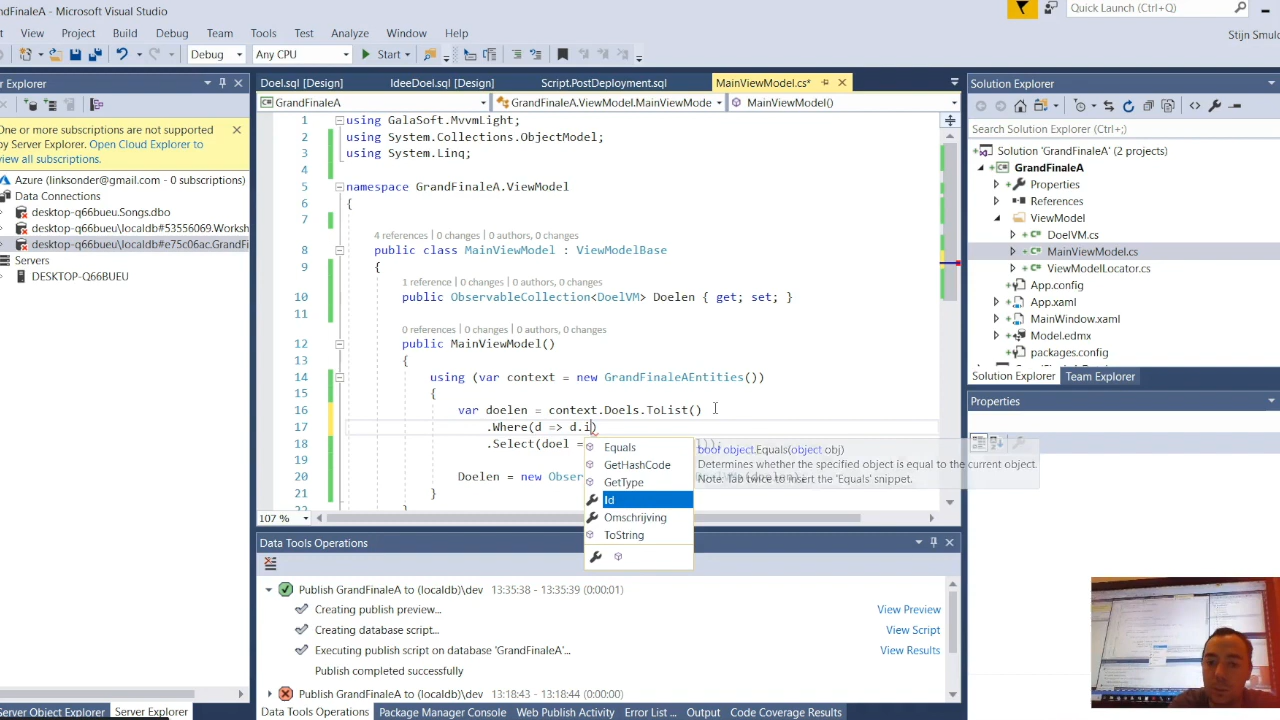 GrandFinaleA - Microsoft Visual Studio
Quick Launch (Ctrl+Q)
View Project Build Debug Team Tools Test Analyze Window Help
Stijn Smuld
Debug Any CPU Start
er Explorer
One or more subscriptions are not supported
by Server Explorer. Open Cloud Explorer to
view all subscriptions.
Azure (linksonder@gmail.com - 0 subscriptions)
Data Connections
desktop-q66bueu.Songs.dbo
desktop-q66bueu\localdb#53556069.Worksh
desktop-q66bueu\localdb#e75c06ac.GrandFi
Servers
DESKTOP-Q66BUEU
Server Object Explorer Server Explorer
Doel.sql [Design] IdeeDoel.sql [Design] Script.PostDeployment.sql MainViewModel.cs*
GrandFinaleA GrandFinaleA.ViewModel.MainViewMode MainViewModel()
1 using GalaSoft.MvvmLight;
2 using System.Collections.ObjectModel;
3 using System.Linq;
4
5 namespace GrandFinaleA.ViewModel
6 {
7
4 references | 0 changes | 0 authors, 0 changes
8 public class MainViewModel : ViewModelBase
9 {
1 reference | 0 changes | 0 authors, 0 changes
10 public ObservableCollection<DoelVM> Doelen { get; set; }
11
0 references | 0 changes | 0 authors, 0 changes
12 public MainViewModel()
13 {
14 using (var context = new GrandFinaleAEntities())
15 {
16 var doelen = context.Doels.ToList()
17 .Where(d => d.i)
18 .Select(doel =
19
20 Doelen = new Obser
21 }
22 }
Equals
GetHashCode
GetType
Id
Omschrijving
ToString
bool object.Equals(object obj)
Determines whether the specified object is equal to the current object.
Note: Tab twice to insert the 'Equals' snippet.
107 %
Data Tools Operations
Publish GrandFinaleA to (localdb)\dev 13:35:38 - 13:35:39 (0:00:01)
Creating publish preview... View Preview
Creating database script... View Script
Executing publish script on database 'GrandFinaleA'... View Results
Publish completed successfully
Publish GrandFinaleA to (localdb)\dev 13:18:43 - 13:18:44 (0:00:00)
Data Tools Operations Package Manager Console Web Publish Activity Error List ... Output Code Coverage Results
Solution Explorer
Search Solution Explorer (Ctrl+;)
Solution 'GrandFinaleA' (2 projects)
GrandFinaleA
Properties
References
ViewModel
DoelVM.cs
MainViewModel.cs
ViewModelLocator.cs
App.config
App.xaml
MainWindow.xaml
Model.edmx
packages.config
Solution Explorer Team Explorer
Properties